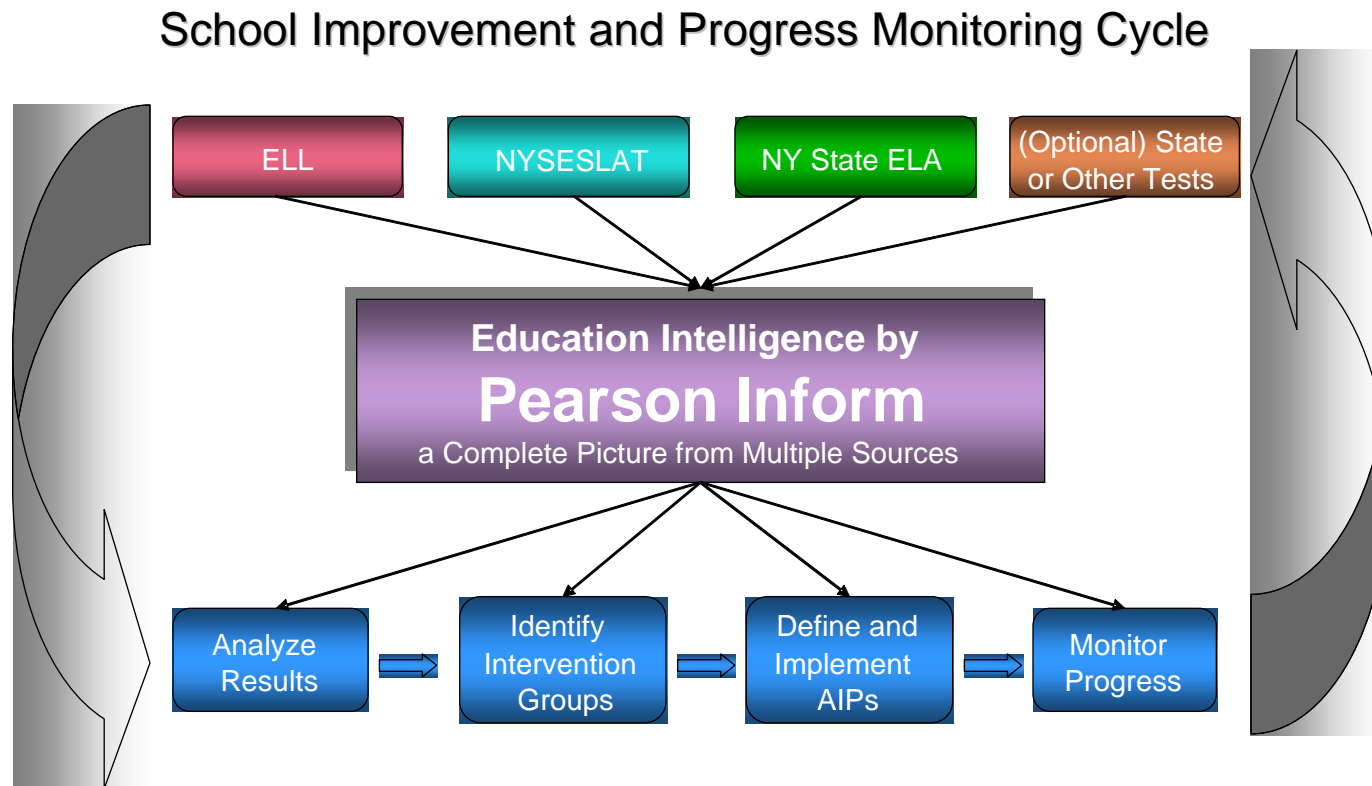 School Improvement and Progress Monitoring Cycle
ELL
NYSESLAT
NY State ELA
(Optional) State
or Other Tests
Education Intelligence by
Pearson Inform
a Complete Picture from Multiple Sources
Analyze
Results
Identify
Intervention
Groups
Define and
Implement
AIPs
Monitor
Progress